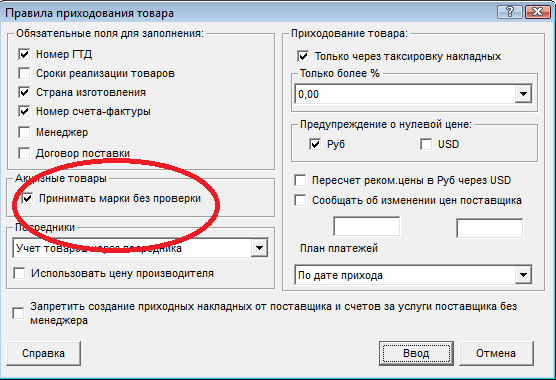 Правила приходования товара
Обязательные поля для заполнения:
Номер ГТД
Сроки реализации товаров
Страна изготовления
Номер счета-фактуры
Менеджер
Договор поставки
Акцизные товары
Принимать марки без проверки
Посредники
Учет товаров через посредника
Использовать цену производителя
Приходование товара:
Только через таксировку накладных
Только более %
0,00
Предупреждение о нулевой цене:
Руб
USD
Пересчет реком.цены в Руб через USD
Сообщать об изменении цен поставщика
План платежей
По дате прихода
Запретить создание приходных накладных от поставщика и счетов за услуги поставщика без
менеджера
Справка
Ввод
Отмена